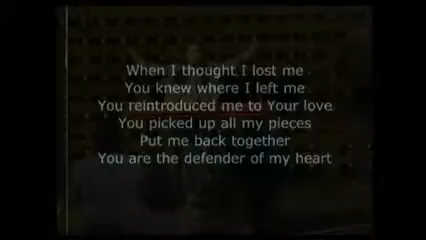 When I thought I lost me
You knew where I left me
You reintroduced me to Your love
You picked up all my pieces
Put me back together
You are the defender of my heart